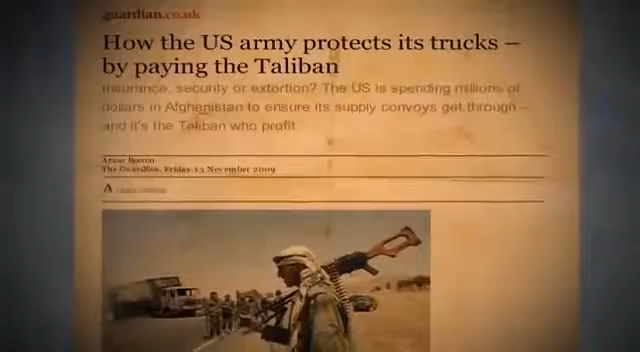 guardian.co.uk
How the US army protects its trucks –
by paying the Taliban
Insurance, security or extortion? The US is spending millions of
dollars in Afghanistan to ensure its supply convoys get through –
and it's the Taliban who profit
Aram Roston
The Guardian, Friday 13 November 2009
A